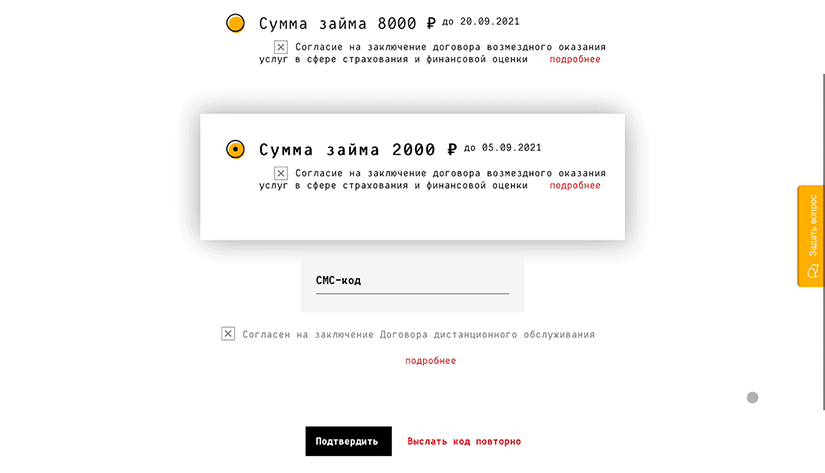 Сумма займа 8000 ₽ до 20.09.2021
Согласие на заключение договора возмездного оказания
услуг в сфере страхования и финансовой оценки подробнее
Сумма займа 2000 ₽ до 05.09.2021
Согласие на заключение договора возмездного оказания
услуг в сфере страхования и финансовой оценки подробнее
Задать вопрос
СМС-код
Согласен на заключение Договора дистанционного обслуживания
подробнее
Подтвердить Выслать код повторно